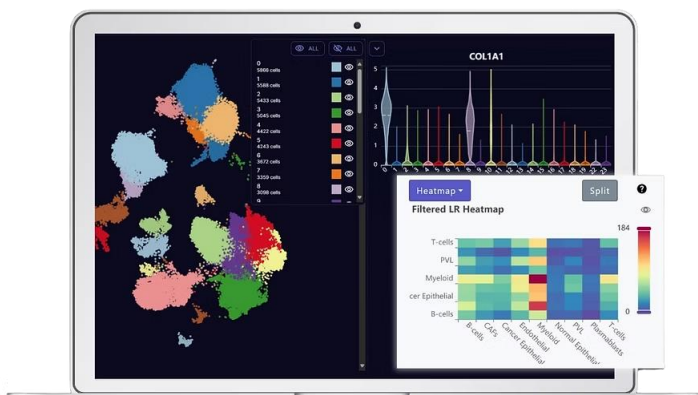 ALL
ALL
0
5866 cells
1
5588 cells
2
5433 cells
3
5045 cells
4
4422 cells
5
4243 cells
6
3872 cells
7
3359 cells
8
3098 cells
9
COL1A1
5
4
3
2
1
0
0 1 2 3 4 5 6 7 8 9 10 11 12 13 14 15 16 17 18 19 20 21 22 23
Heatmap
Split
?
Filtered LR Heatmap
184
0
T-cells
PVL
Myeloid
cer Epithelial
B-cells
B-cells
CAFs
Cancer Epithelial
Endothelial
Myeloid
Normal Epithelial
PVL
Plasmablasts
T-cells